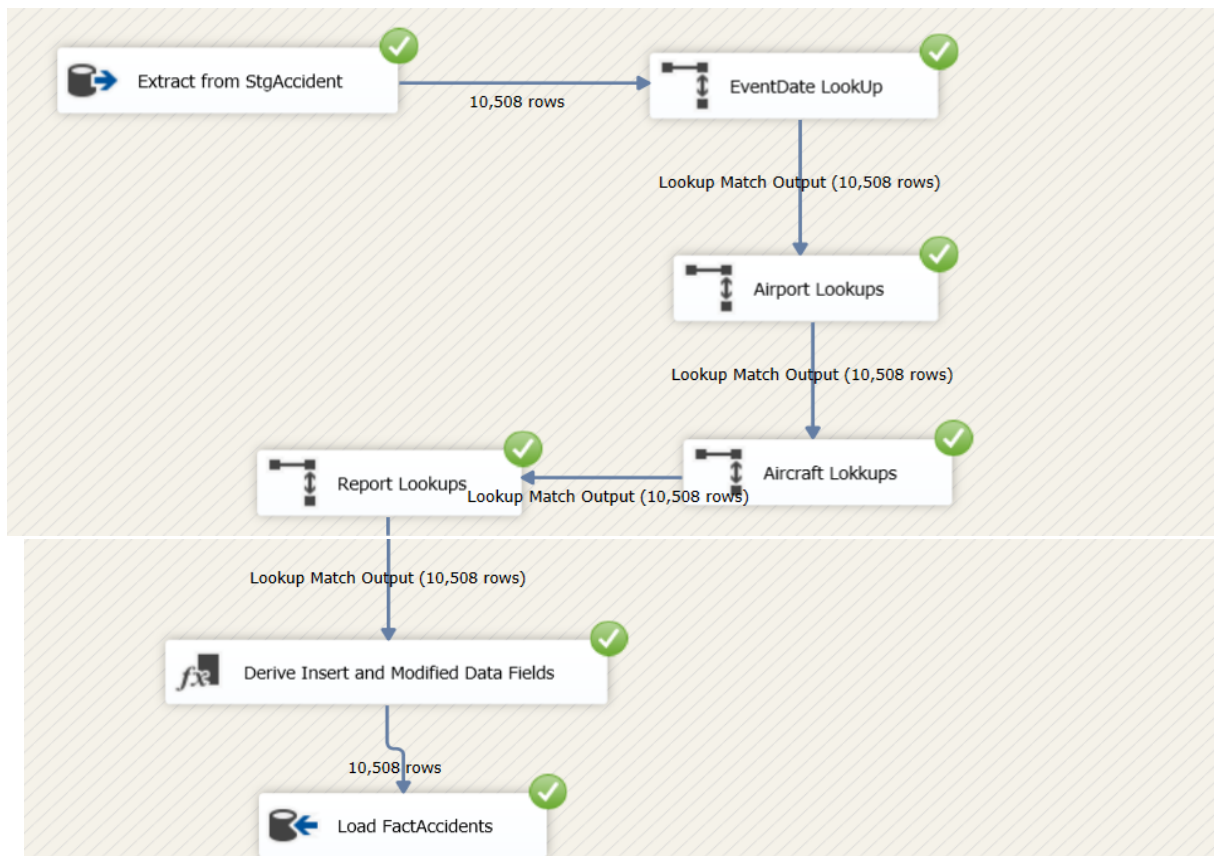 Extract from StgAccident
10,508 rows
EventDate LookUp
Lookup Match Output (10,508 rows)
Airport Lookups
Lookup Match Output (10,508 rows)
Aircraft Lokkups
Lookup Match Output (10,508 rows)
Report Lookups
Lookup Match Output (10,508 rows)
Derive Insert and Modified Data Fields
10,508 rows
Load FactAccidents